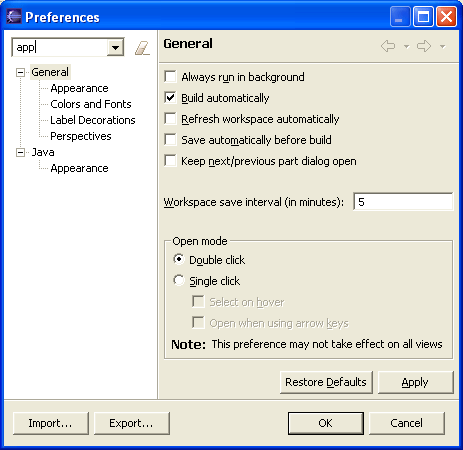 Preferences
app
General
Appearance
Colors and Fonts
Label Decorations
Perspectives
Java
Appearance
General
Always run in background
Build automatically
Refresh workspace automatically
Save automatically before build
Keep next/previous part dialog open
Workspace save interval (in minutes): 5
Open mode
Double click
Single click
Select on hover
Open when using arrow keys
Note: This preference may not take effect on all views
Restore Defaults Apply
Import... Export... OK Cancel